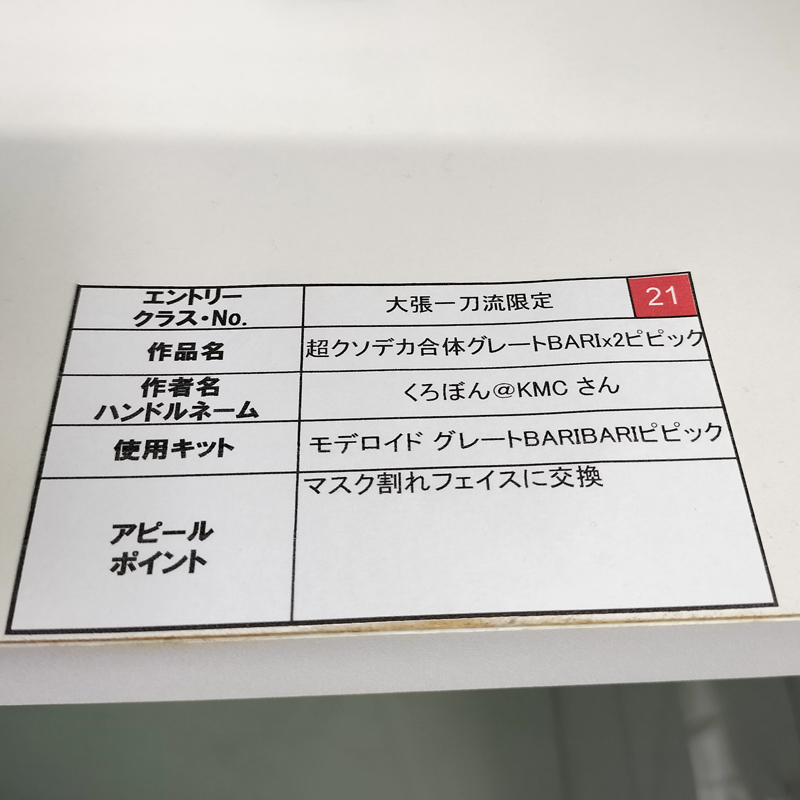 エントリー
クラス・No.
大張一刀流限定
21
作品名
超クソデカ合体グレートBARIx2ピピック
作者名
ハンドルネーム
くろぼん@KMC さん
使用キット
モデロイド グレートBARIBARIピピック
アピール
ポイント
マスク割れフェイスに交換